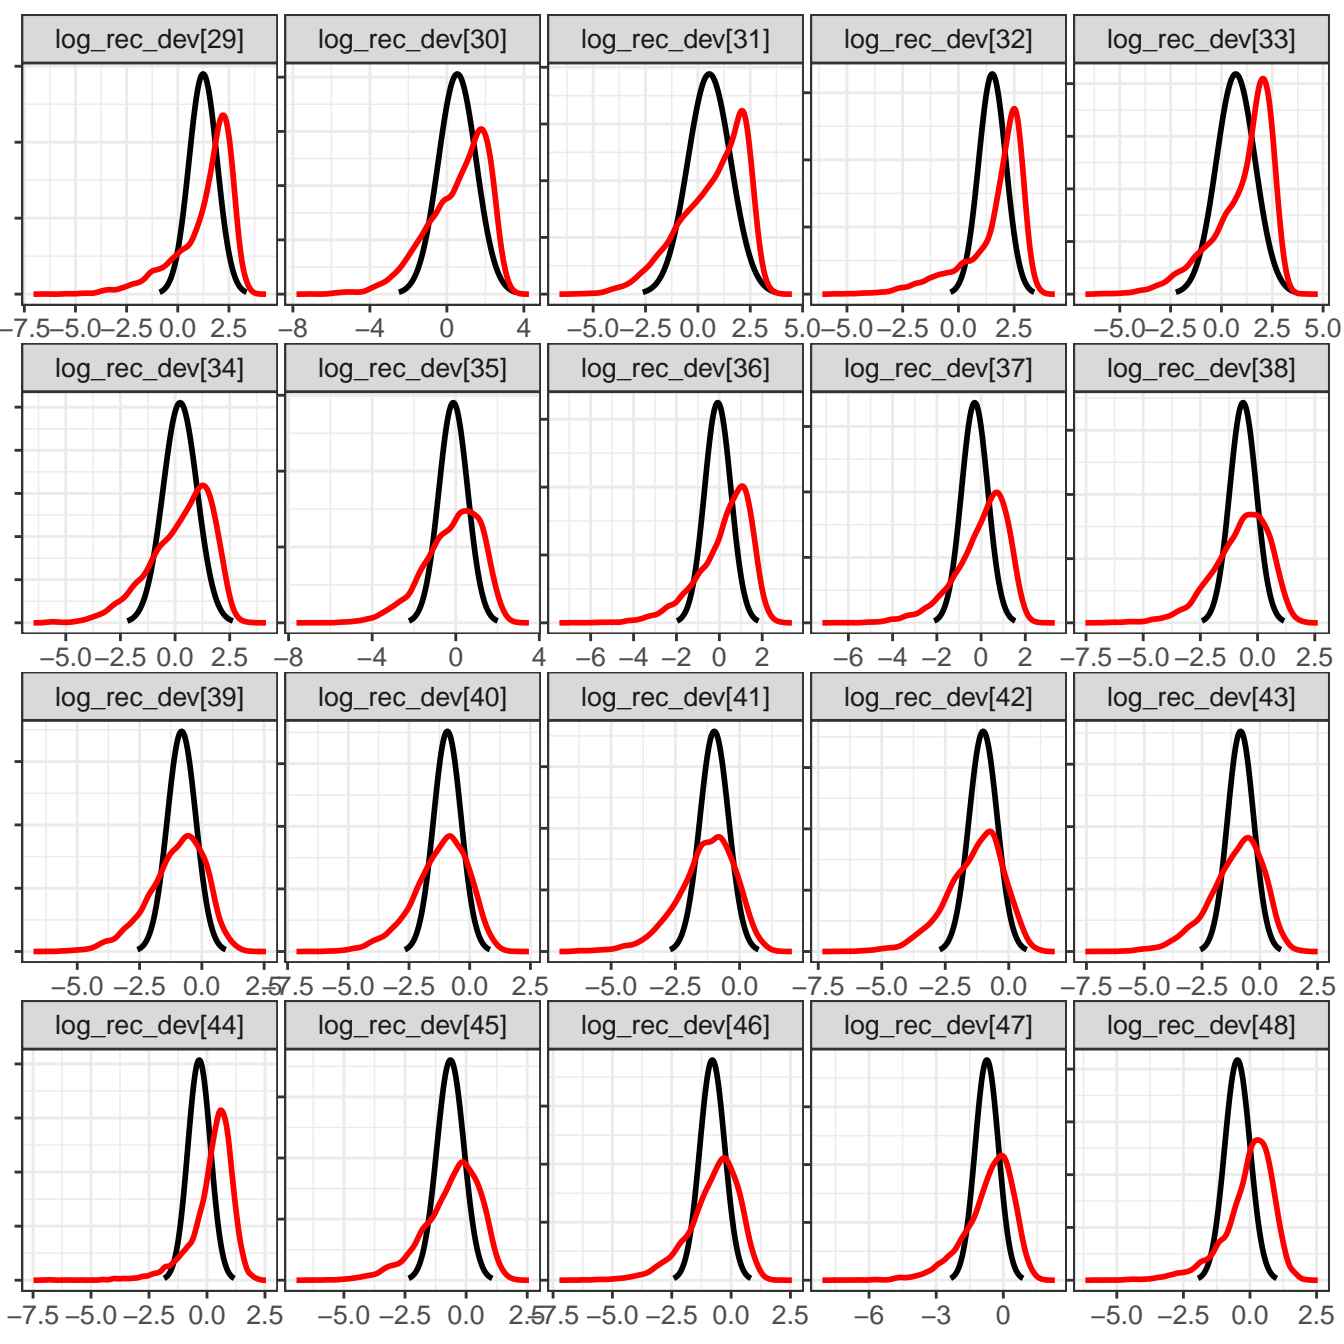 log_rec_dev[29] log_rec_dev[30] log_rec_dev[31] log_rec_dev[32] log_rec_dev[33]
−7.5 −5.0 −2.5 0.0 2.5 −8 −4 0 4 −5.0 −2.5 0.0 2.5 5.0 −5.0 −2.5 0.0 2.5 −5.0 −2.5 0.0 2.5 5.0
log_rec_dev[34] log_rec_dev[35] log_rec_dev[36] log_rec_dev[37] log_rec_dev[38]
−5.0 −2.5 0.0 2.5 −8 −4 0 4 −6 −4 −2 0 2 −6 −4 −2 0 2 −7.5 −5.0 −2.5 0.0 2.5
log_rec_dev[39] log_rec_dev[40] log_rec_dev[41] log_rec_dev[42] log_rec_dev[43]
−5.0 −2.5 0.0 2.5 −7.5 −5.0 −2.5 0.0 2.5 −5.0 −2.5 0.0 −7.5 −5.0 −2.5 0.0 −7.5 −5.0 −2.5 0.0 2.5
log_rec_dev[44] log_rec_dev[45] log_rec_dev[46] log_rec_dev[47] log_rec_dev[48]
−7.5 −5.0 −2.5 0.0 2.5 −5.0 −2.5 0.0 2.5 −7.5 −5.0 −2.5 0.0 2.5 −6 −3 0 −5.0 −2.5 0.0 2.5